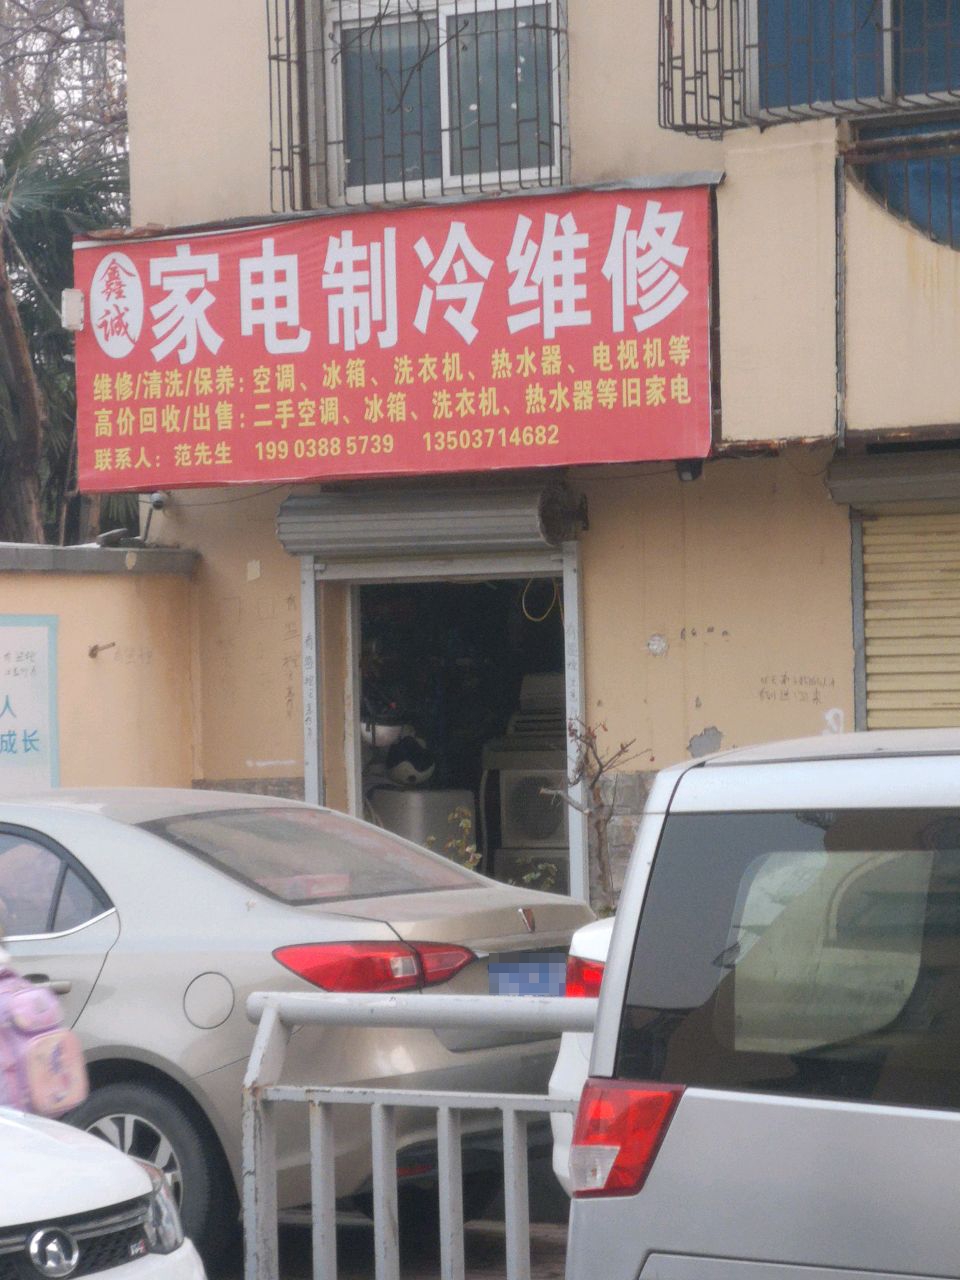 鑫诚
家电制冷维修
维修/清洗/保养：空调、冰箱、洗衣机、热水器、电视机等
高价回收/出售：二手空调、冰箱、洗衣机、热水器等旧家电
联系人：范先生 19903885739 13503714682
人
成长